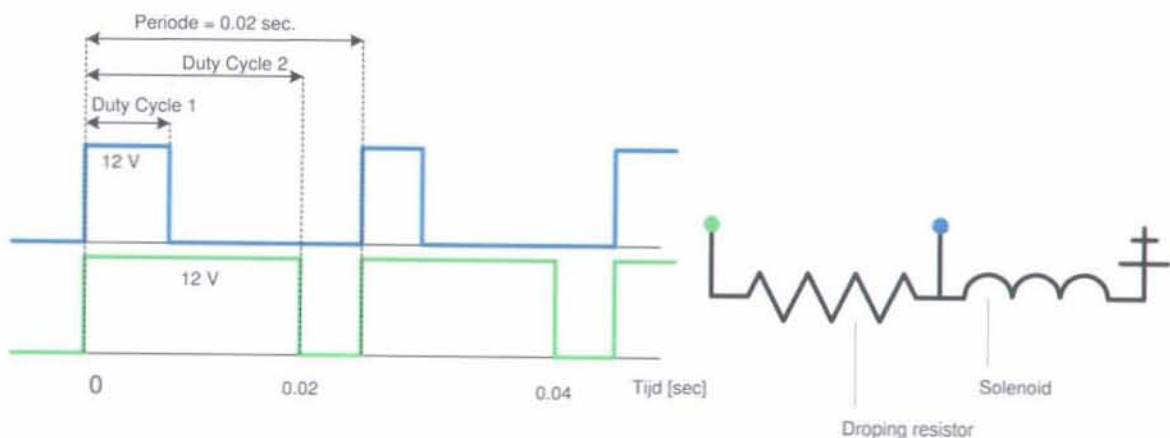 Periode = 0.02 sec.
Duty Cycle 2
Duty Cycle 1
12 V
12 V
0
0.02
0.04
Tijd [sec]
Solenoid
Droping resistor